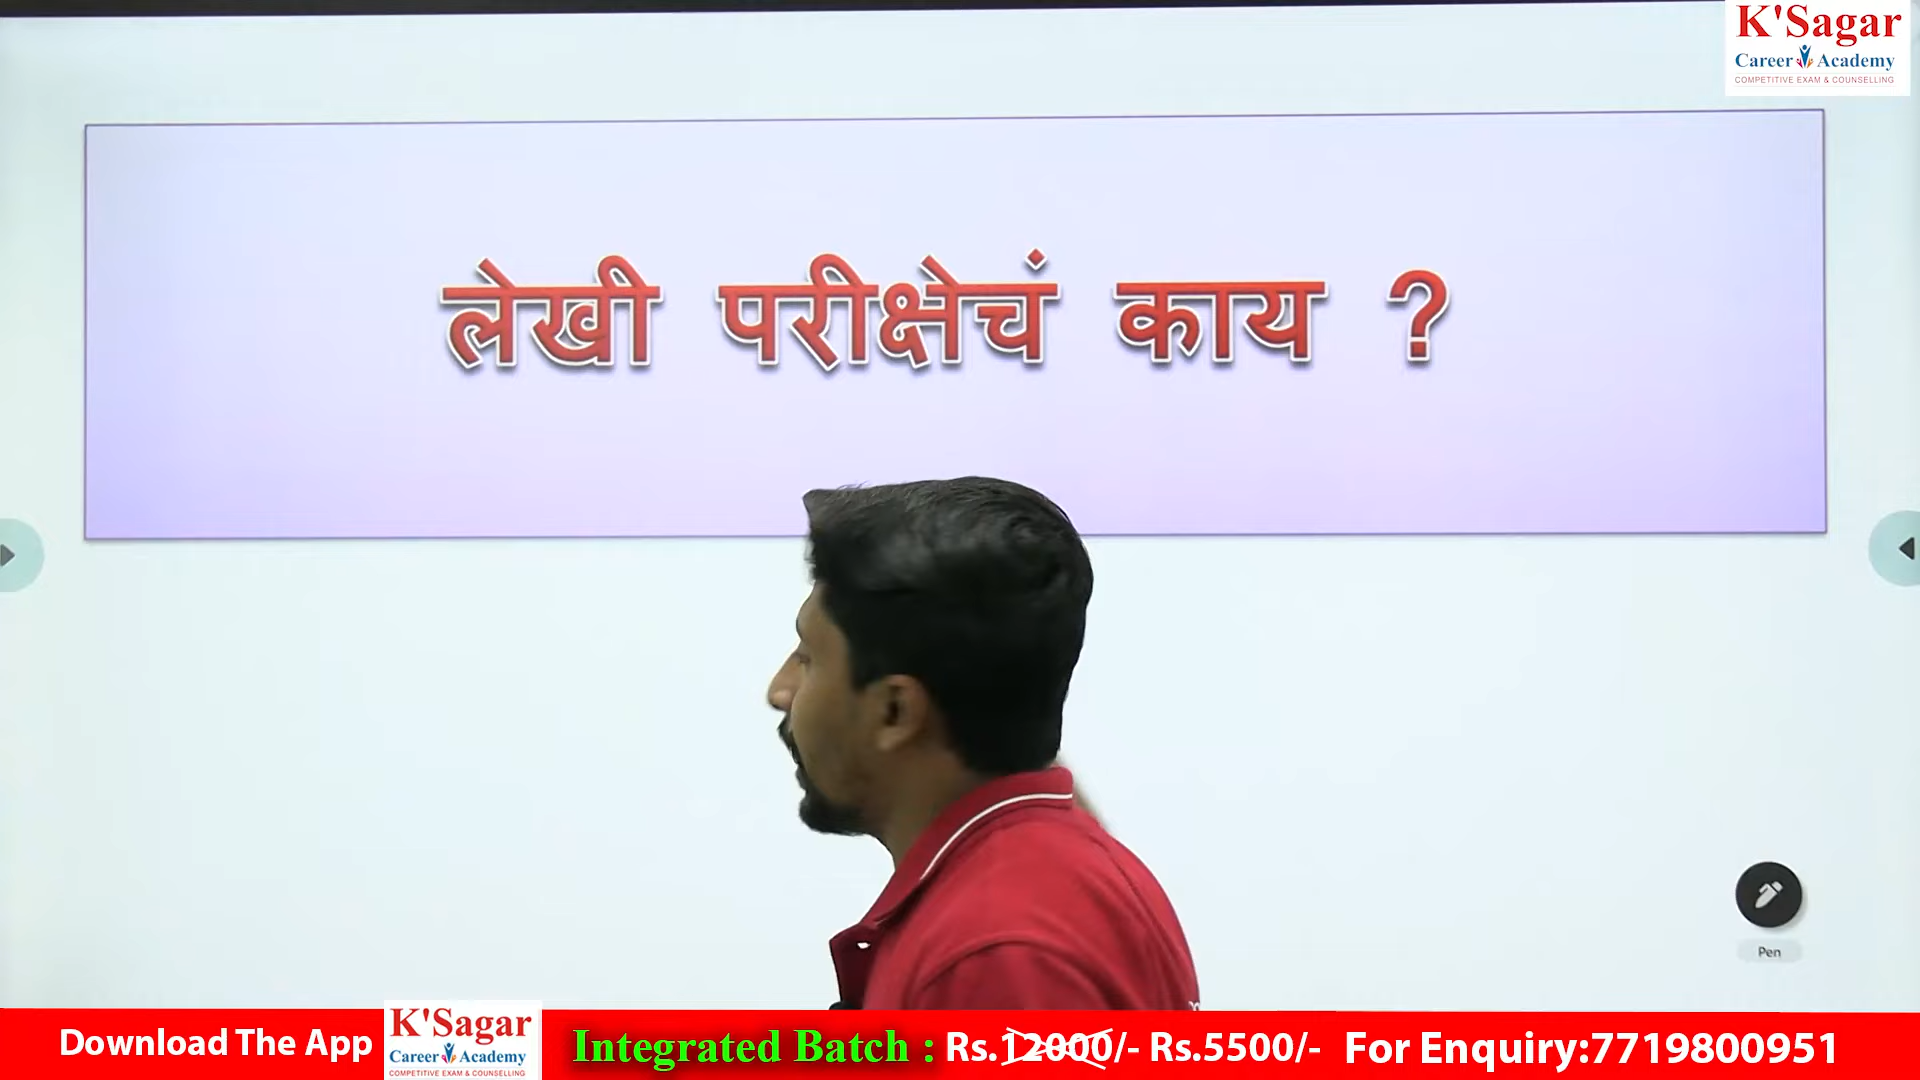 K'Sagar
Career Academy
COMPETITIVE EXAM & COUNSELLING
लेखी परीक्षेचं काय ?
Pen
Download The App
K'Sagar
Career Academy
COMPETITIVE EXAM & COUNSELLING
Integrated Batch : Rs.12000/- Rs.5500/-
For Enquiry:7719800951